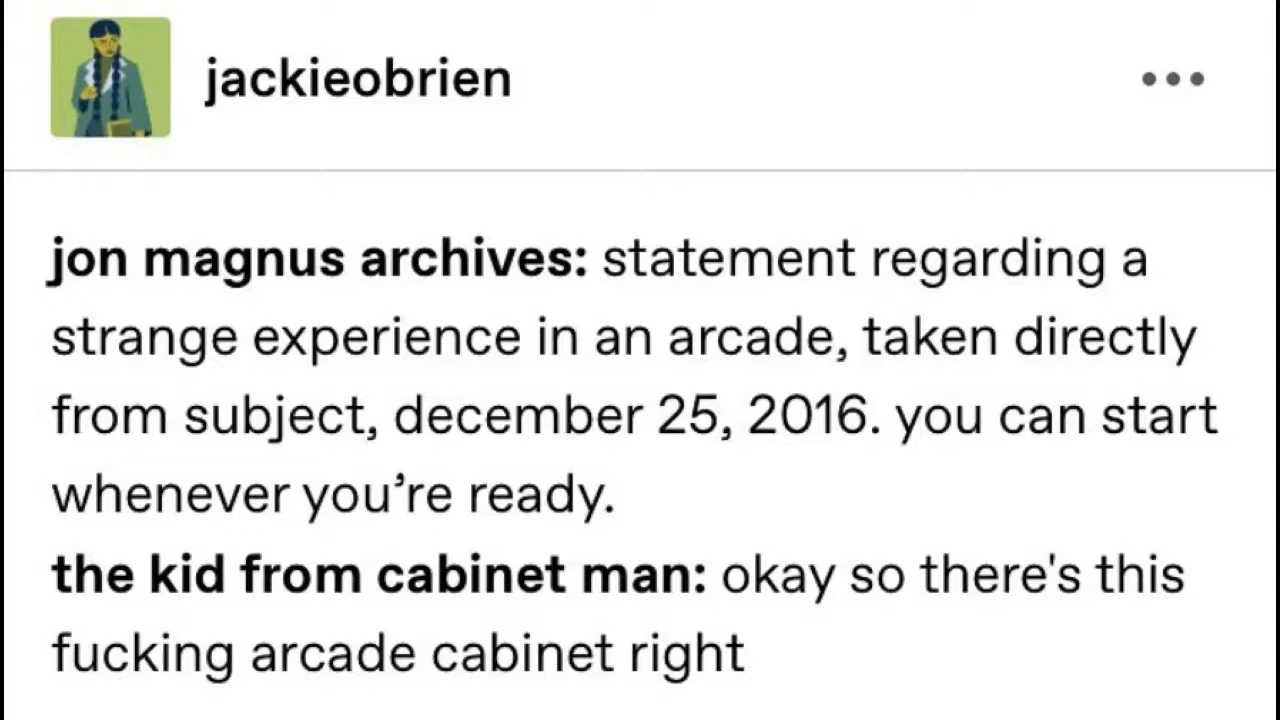 jackieobrien
jon magnus archives: statement regarding a
strange experience in an arcade, taken directly
from subject, december 25, 2016. you can start
whenever you’re ready.
the kid from cabinet man: okay so there's this
fucking arcade cabinet right